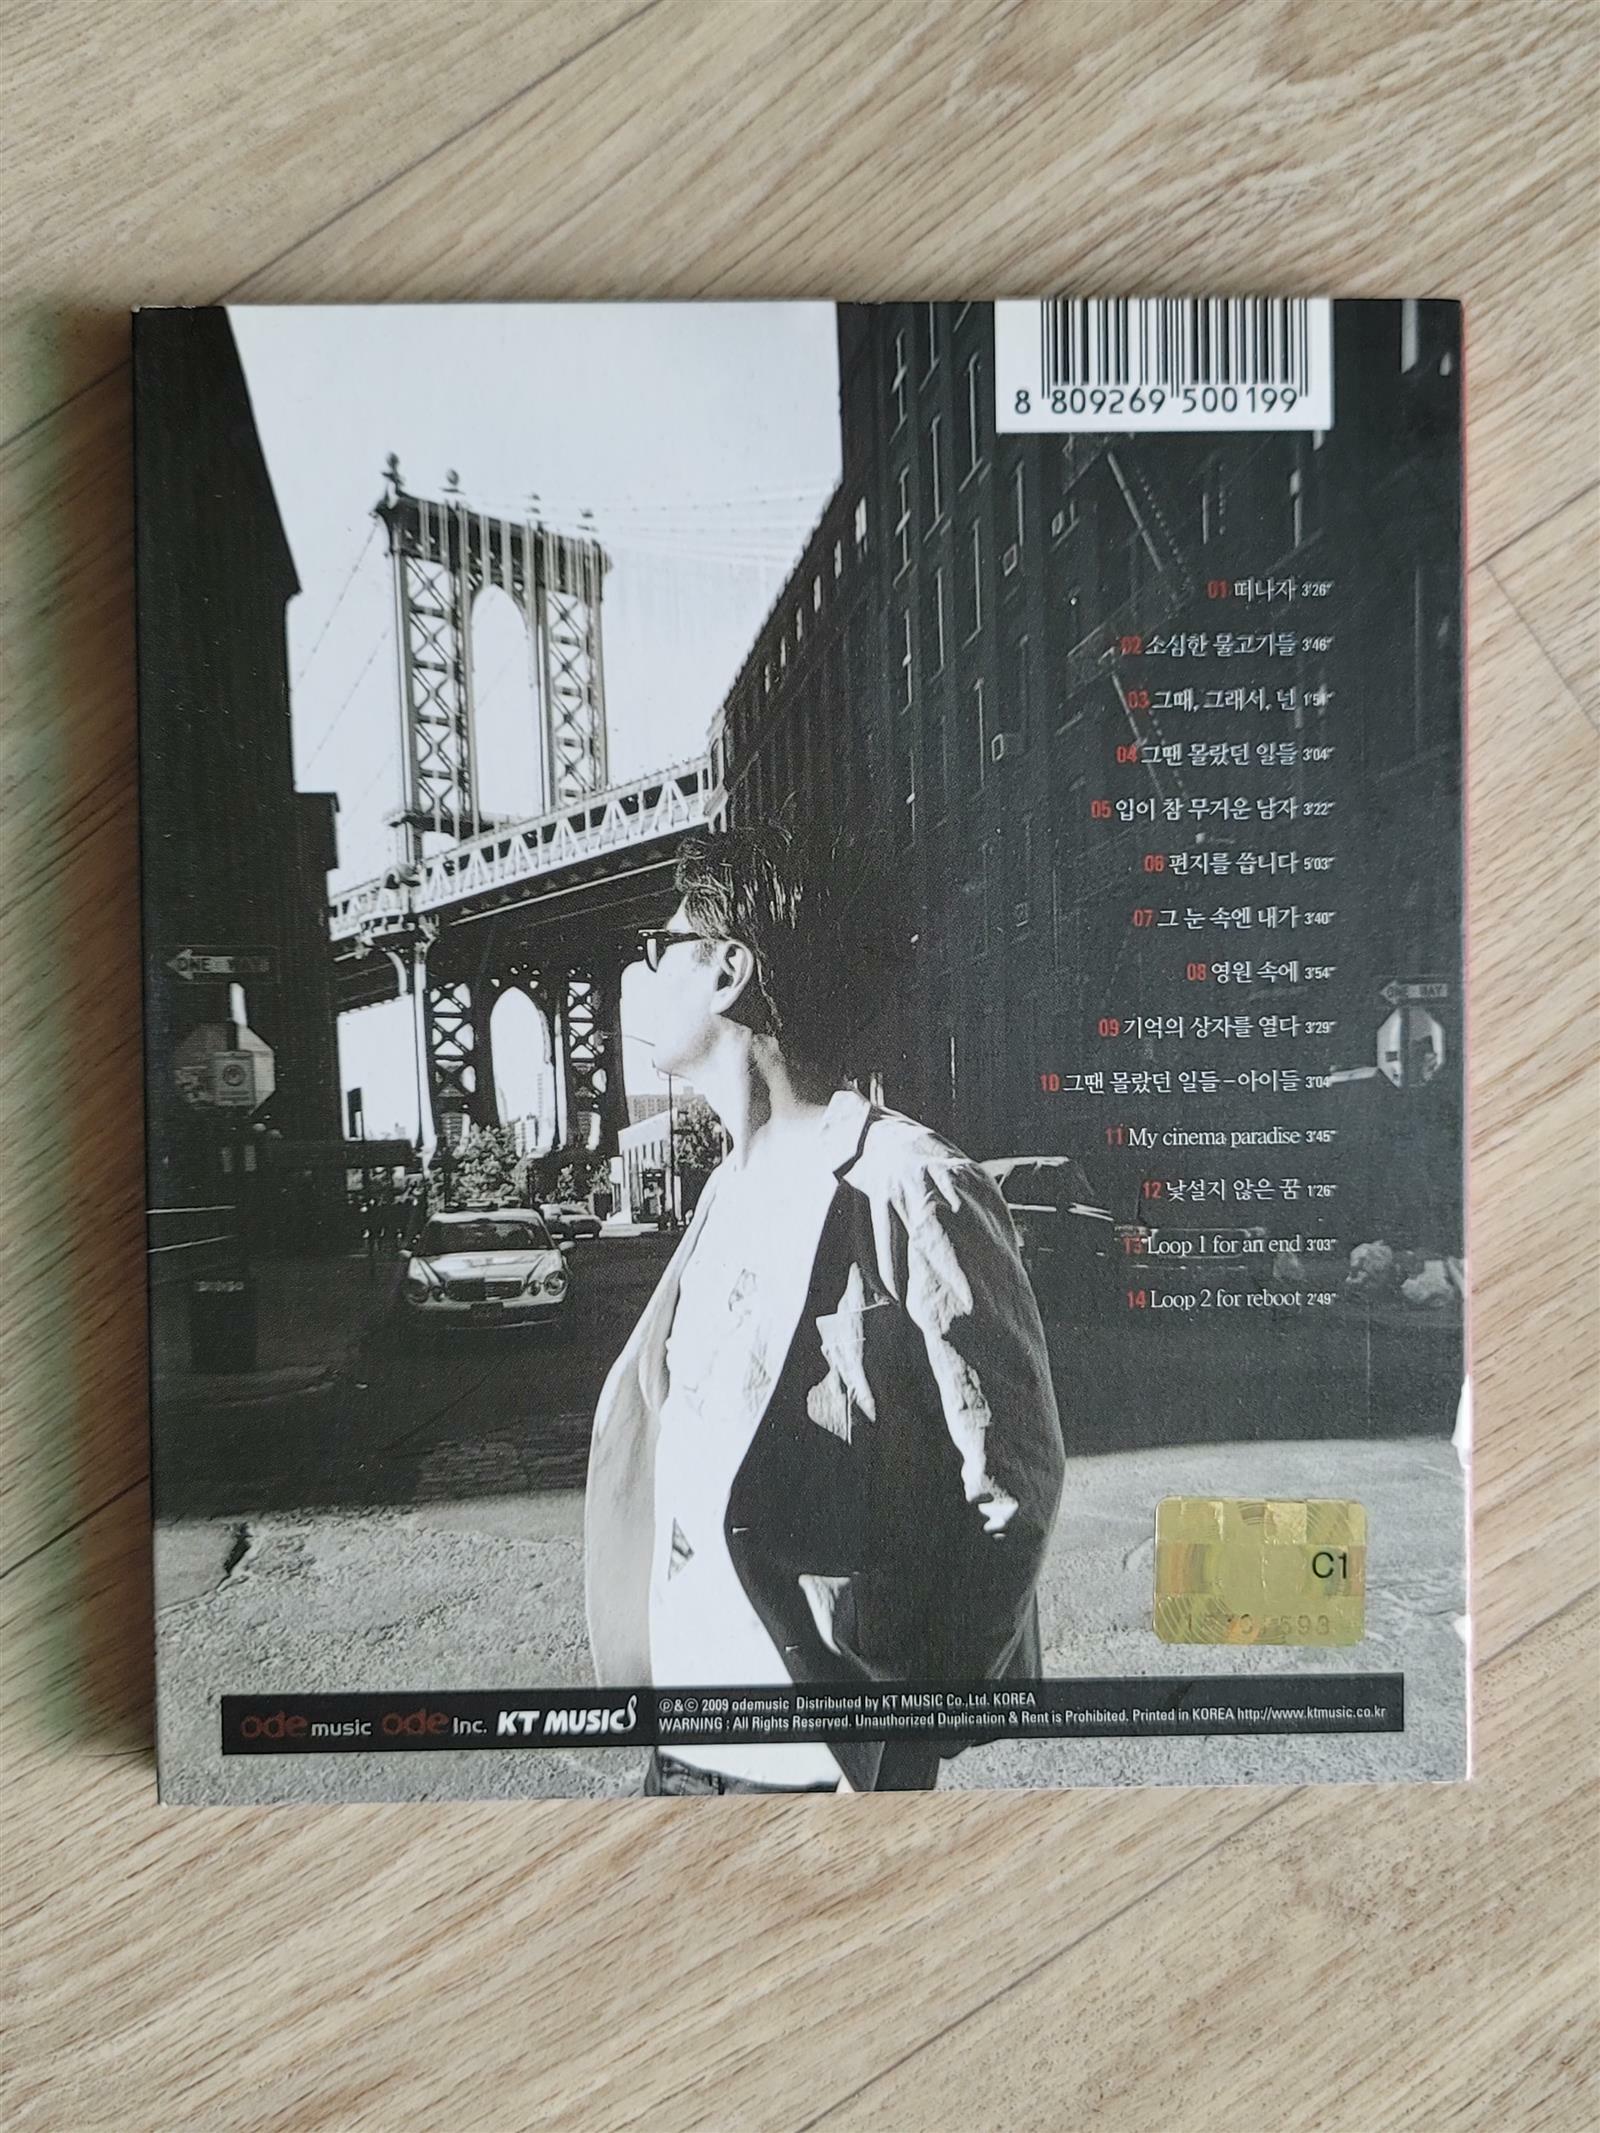 8 809269 500199
01 떠나자 3'26"
02 소심한 물고기들 3'46"
03 그때, 그래서, 넌 1'51"
04 그땐 몰랐던 일들 3'04"
05 입이 참 무거운 남자 3'22"
06 편지를 씁니다 5'03"
07 그 눈 속엔 내가 3'40"
08 영원 속에 3'54"
09 기억의 상자를 열다 3'29"
10 그땐 몰랐던 일들-아이들 3'04"
11 My cinema paradise 3'45"
12 낯설지 않은 꿈 1'26"
13 Loop 1 for an end 3'03"
14 Loop 2 for reboot 2'49"
ONE WAY
ONE WAY
C1
ode music ode Inc. KT MUSIC
℗&© 2009 odemusic Distributed by KT MUSIC Co.,Ltd. KOREA
WARNING : All Rights Reserved. Unauthorized Duplication & Rent is Prohibited. Printed in KOREA http://www.ktmusic.co.kr